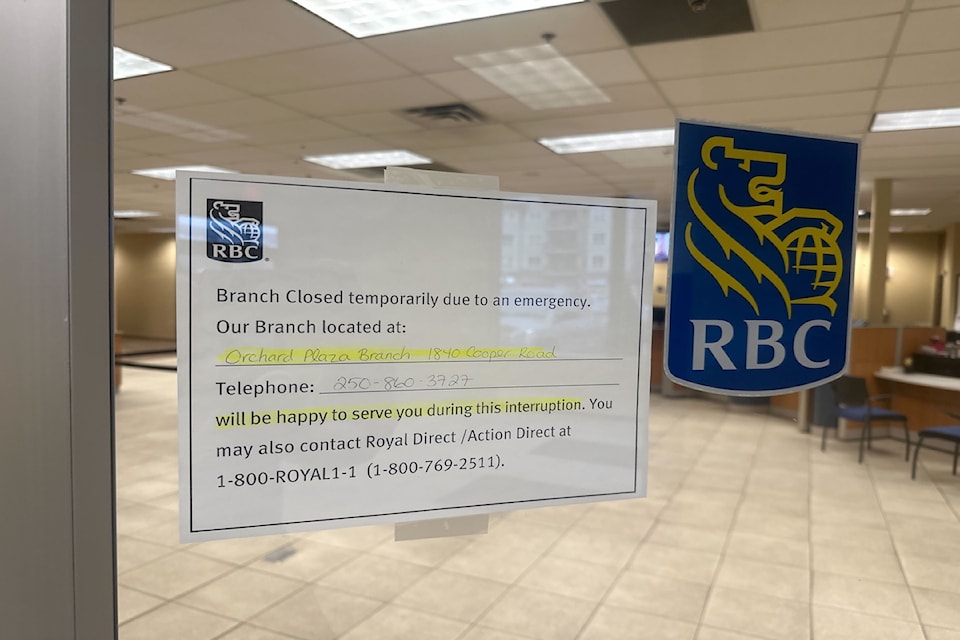 RBC
Branch Closed temporarily due to an emergency.
Our Branch located at:
Orchard Plaza Branch - 1840 Cooper Road
Telephone: 250-860-3727
will be happy to serve you during this interruption. You
may also contact Royal Direct /Action Direct at
1-800-ROYAL1-1 (1-800-769-2511).
RBC